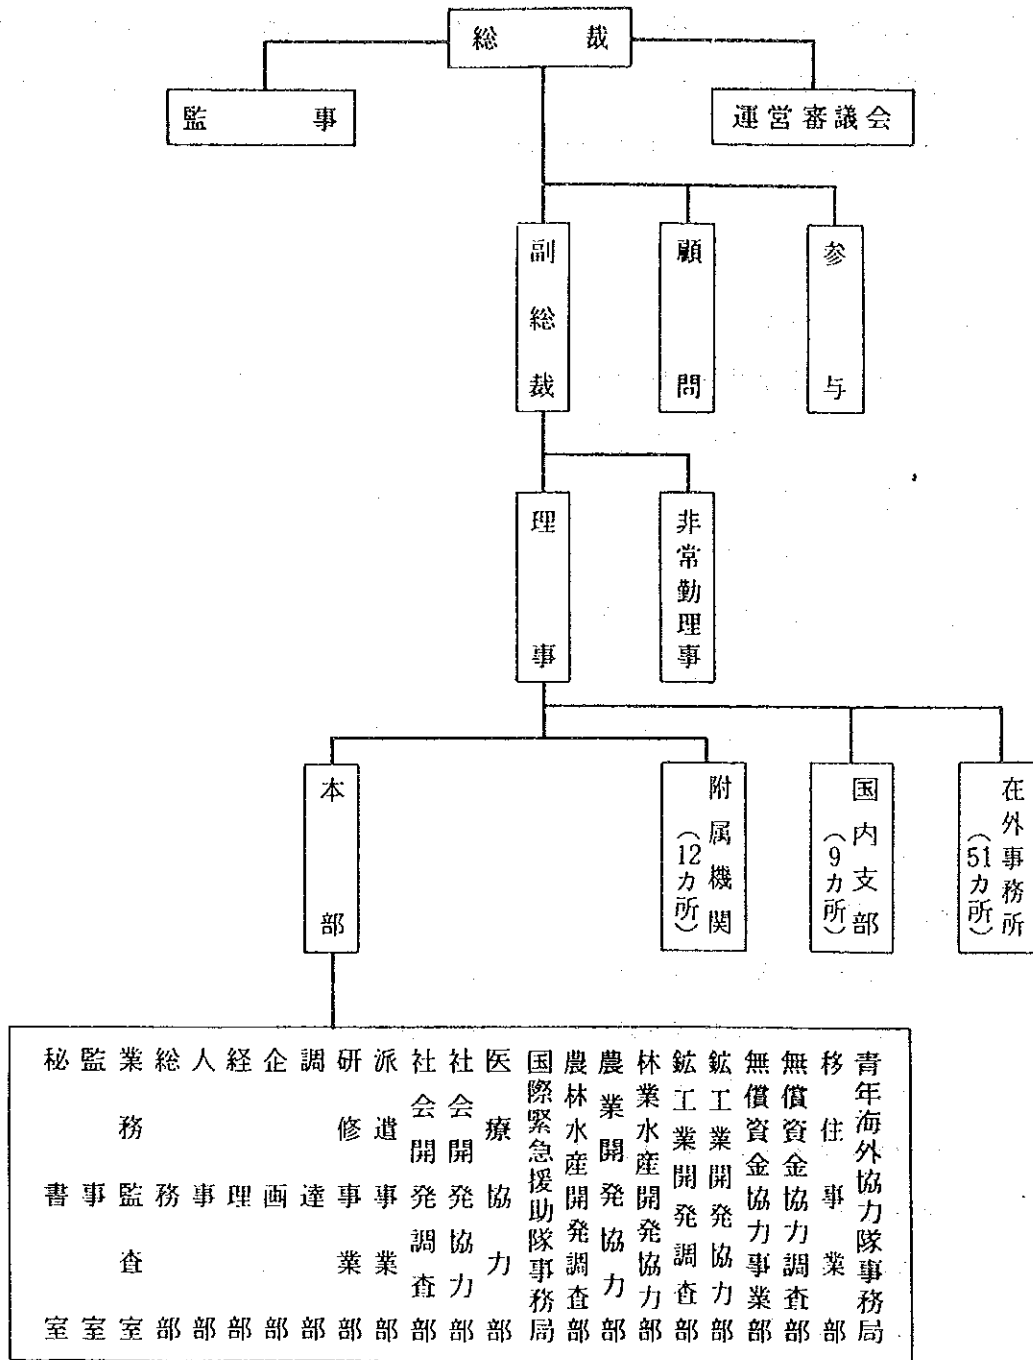 総裁
監事
運営審議会
副総裁
顧問
参与
理事
非常勤理事
本部
附属機関
(12カ所)
国内支部
(9カ所)
在外事務所
(51カ所)
秘書室
監事室
業務監査室
総務部
人事部
経理部
企画部
調達部
研修事業部
派遣事業部
社会開発調査部
社会開発協力部
医療協力部
国際緊急援助隊事務局
農林水産開発調査部
農業開発協力部
林業水産開発協力部
鉱工業開発調査部
鉱工業開発協力部
無償資金協力事業部
無償資金協力調査部
移住事業部
青年海外協力隊事務局